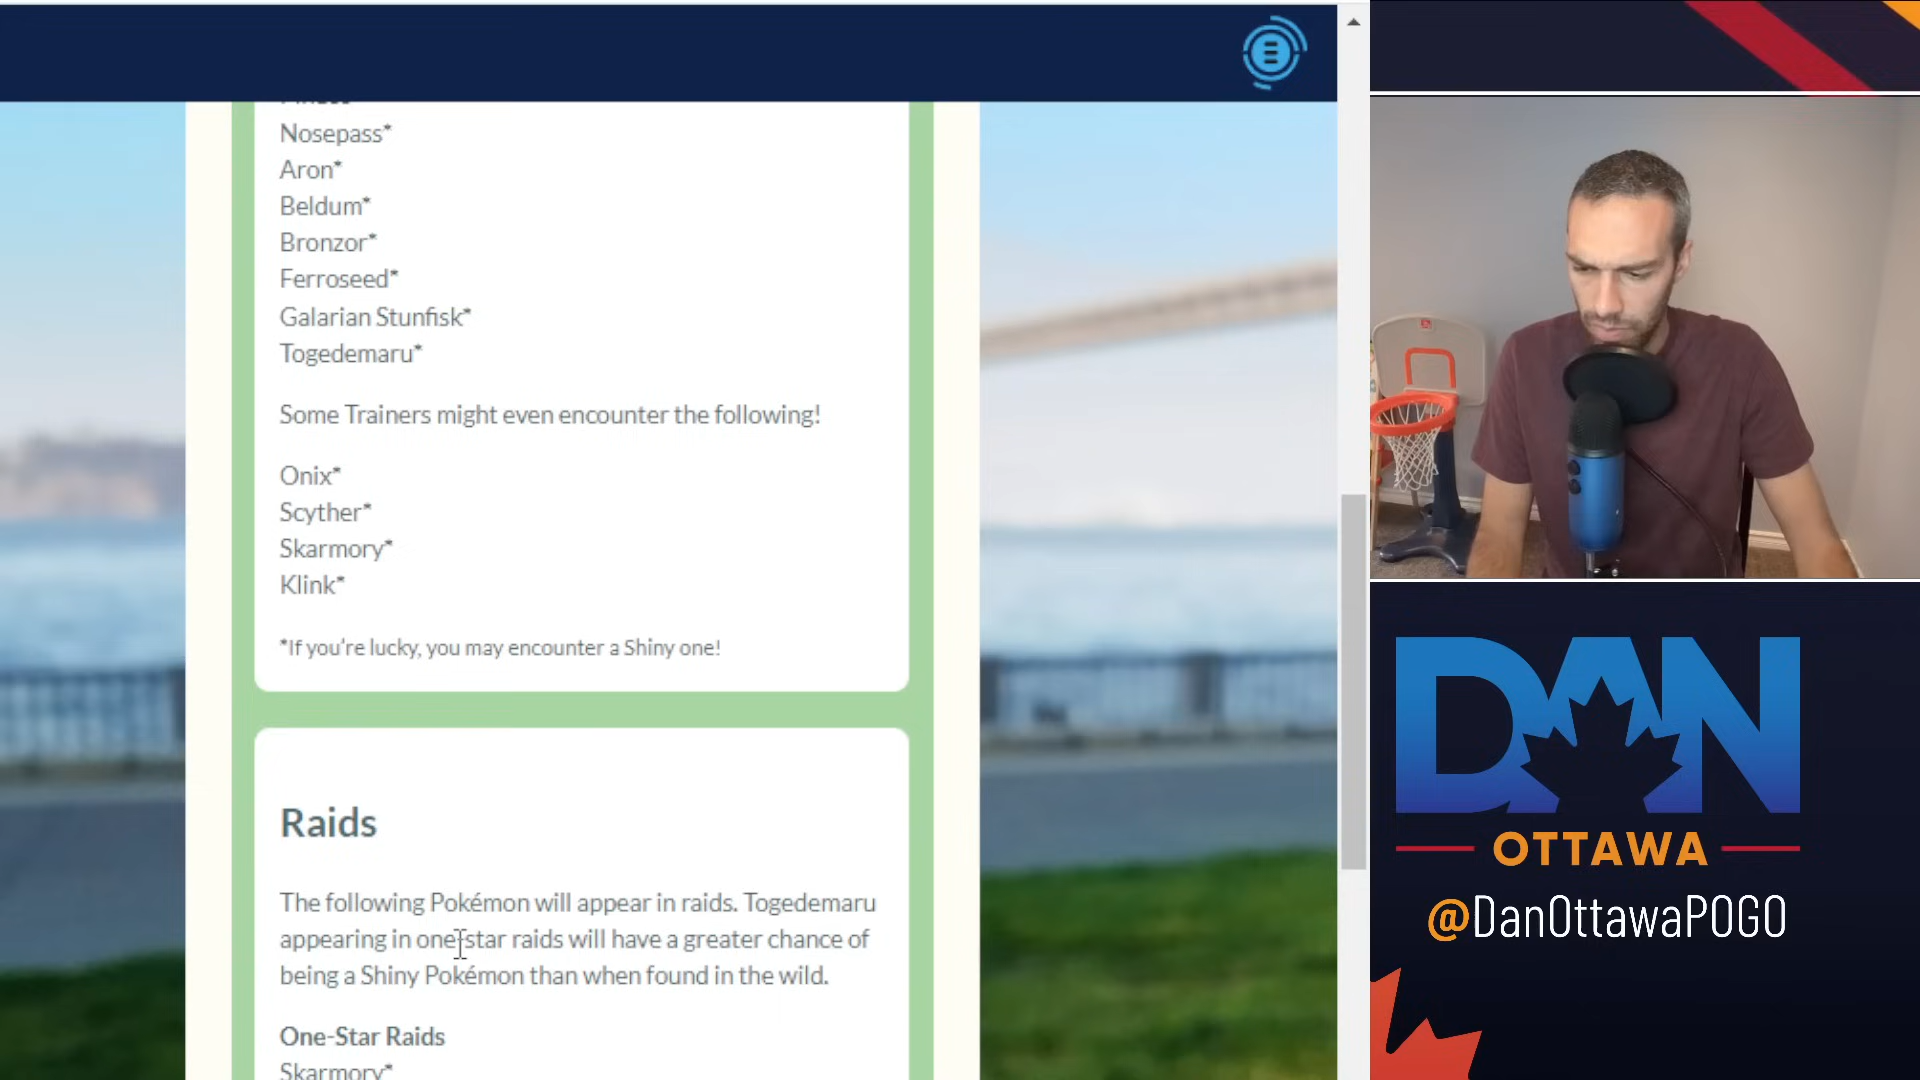 Nosepass*
Aron*
Beldum*
Bronzor*
Ferroseed*
Galarian Stunfisk*
Togedemaru*
Some Trainers might even encounter the following!
Onix*
Scyther*
Skarmory*
Klink*
*If you're lucky, you may encounter a Shiny one!
Raids
The following Pokémon will appear in raids. Togedemaru
appearing in one-star raids will have a greater chance of
being a Shiny Pokémon than when found in the wild.
One-Star Raids
Skarmory*
DAN
OTTAWA
@DanOttawaPOGO